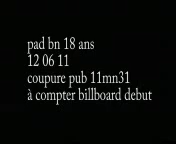 pad bn 18 ans
12 06 11
coupure pub 11mn31
à compter billboard debut